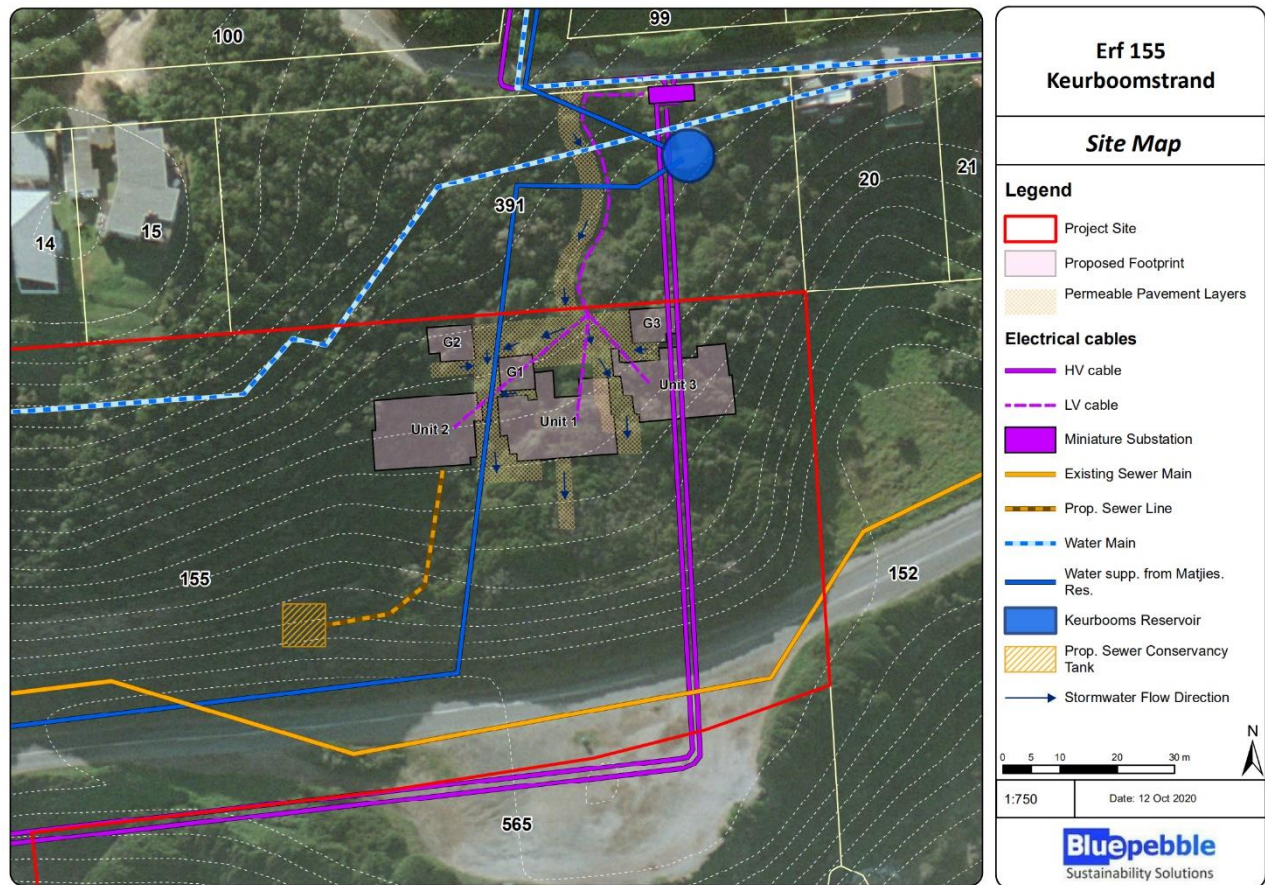 99
100
14
15
391
20
21
G2
G3
G1
Unit 3
Unit 2
Unit 1
155
152
565
Erf 155
Keurboomstrand
Site Map
Legend
Project Site
Proposed Footprint
Permeable Pavement Layers
Electrical cables
HV cable
LV cable
Miniature Substation
Existing Sewer Main
Prop. Sewer Line
Water Main
Water supp. from Matjies.
Res.
Keurbooms Reservoir
Prop. Sewer Conservancy
Tank
Stormwater Flow Direction
N
0 5 10 20 30 m
1:750
Date: 12 Oct 2020
Bluepebble
Sustainability Solutions